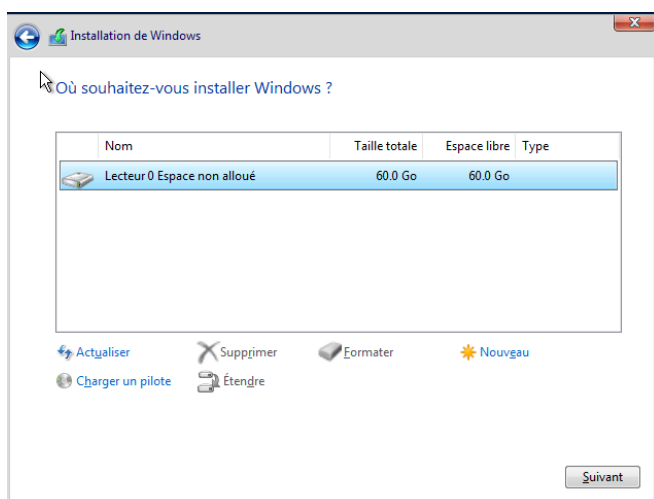 Installation de Windows
Où souhaitez-vous installer Windows ?
Nom Taille totale Espace libre Type
Lecteur 0 Espace non alloué 60.0 Go 60.0 Go
Actualiser Supprimer Formater Nouveau
Charger un pilote Étendre
Suivant